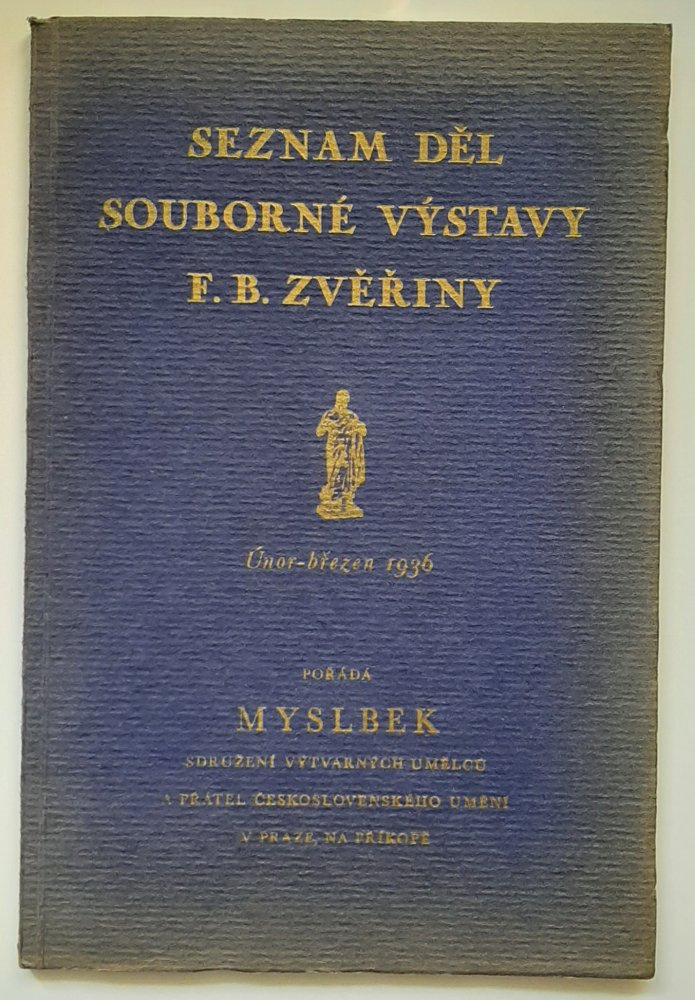 SEZNAM DĚL
SOUBORNÉ VÝSTAVY
F. B. ZVĚŘINY
Únor-březen 1936
POŘÁDÁ
MYSLBEK
SDRUŽENÍ VÝTVARNÝCH UMĚLCŮ
A PŘÁTEL ČESKOSLOVENSKÉHO UMĚNÍ
V PRAZE, NA PŘÍKOPĚ